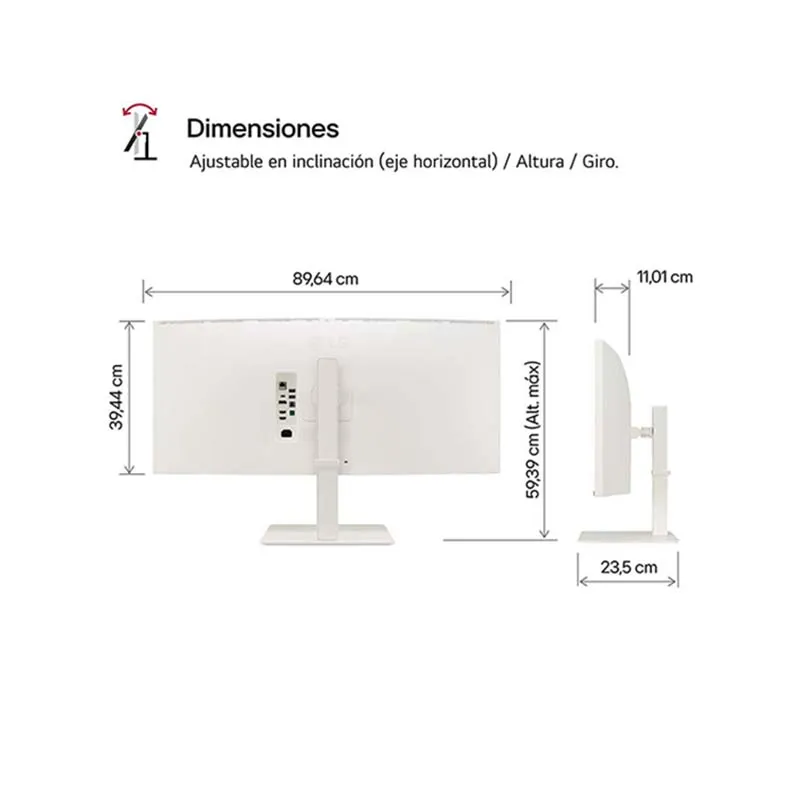 Dimensiones
Ajustable en inclinación (eje horizontal) / Altura / Giro.
89,64 cm
11,01 cm
39,44 cm
59,39 cm (Alt. máx)
23,5 cm